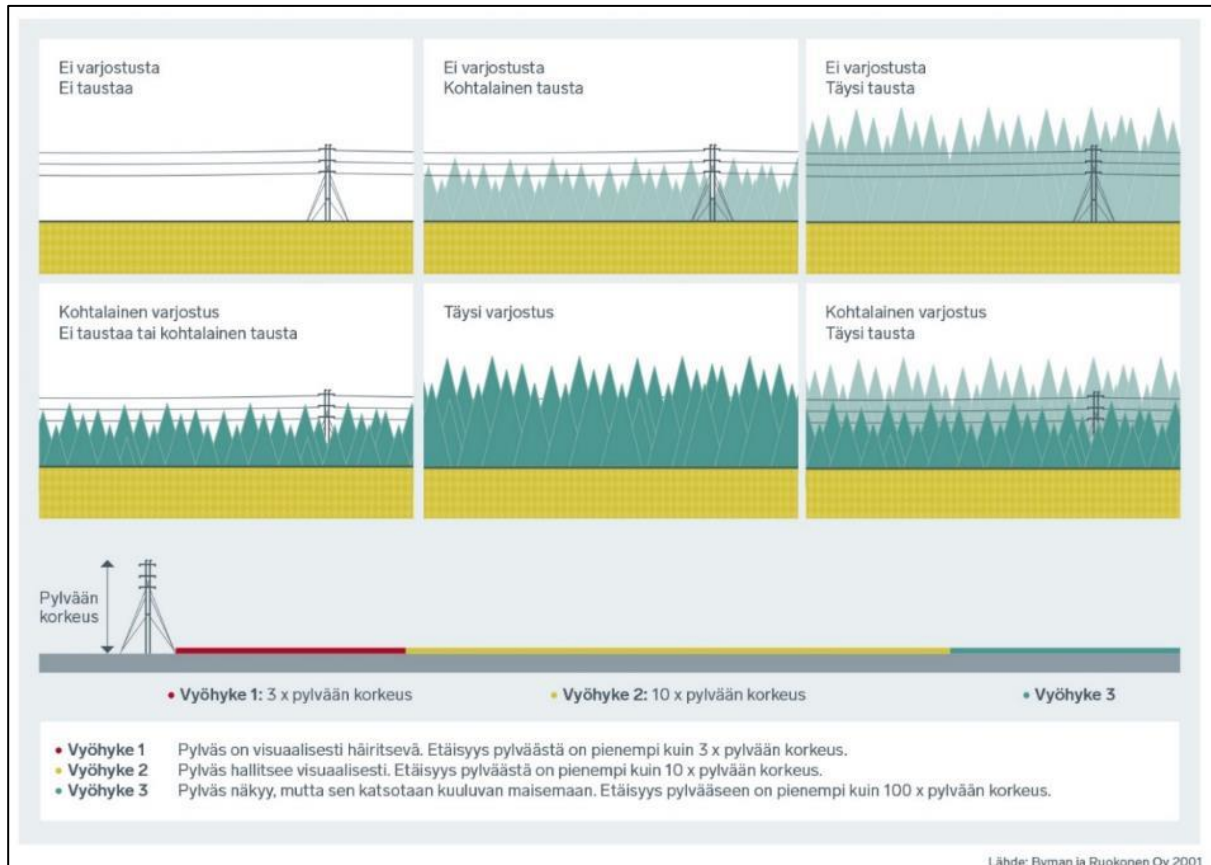 Ei varjostusta
Ei taustaa
Ei varjostusta
Kohtalainen tausta
Ei varjostusta
Täysi tausta
Kohtalainen varjostus
Ei taustaa tai kohtalainen tausta
Täysi varjostus
Kohtalainen varjostus
Täysi tausta
Pylvään
korkeus
• Vyöhyke 1: 3 x pylvään korkeus
• Vyöhyke 2: 10 x pylvään korkeus
• Vyöhyke 3
• Vyöhyke 1 Pylväs on visuaalisesti häiritsevä. Etäisyys pylväästä on pienempi kuin 3 x pylvään korkeus.
• Vyöhyke 2 Pylväs hallitsee visuaalisesti. Etäisyys pylväästä on pienempi kuin 10 x pylvään korkeus.
• Vyöhyke 3 Pylväs näkyy, mutta sen katsotaan kuuluvan maisemaan. Etäisyys pylvääseen on pienempi kuin 100 x pylvään korkeus.
Lähde: Byman ja Ruokonen Oy 2001